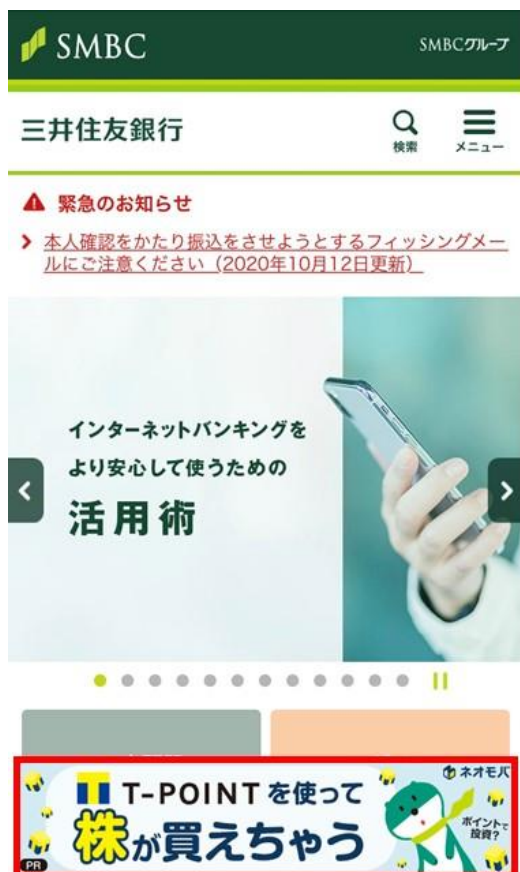 SMBC
SMBCグループ
三井住友銀行
検索
メニュー
緊急のお知らせ
本人確認をかたり振込をさせようとするフィッシングメー
ルにご注意ください(2020年10月12日更新)
インターネットバンキングを
より安心して使うための
活用術
T-POINTを使って
株が買えちゃう
ネオモバ
ポイントで
投資?
PR